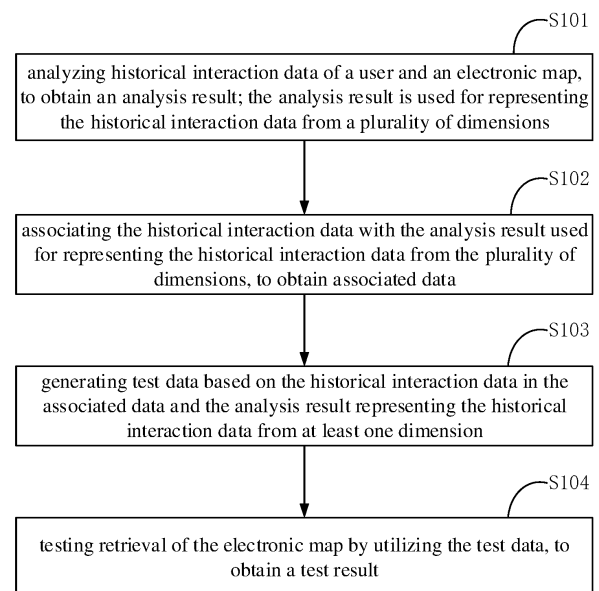 S101
analyzing historical interaction data of a user and an electronic map,
to obtain an analysis result; the analysis result is used for representing
the historical interaction data from a plurality of dimensions
S102
associating the historical interaction data with the analysis result used
for representing the historical interaction data from the plurality of
dimensions, to obtain associated data
S103
generating test data based on the historical interaction data in the
associated data and the analysis result representing the historical
interaction data from at least one dimension
S104
testing retrieval of the electronic map by utilizing the test data, to
obtain a test result